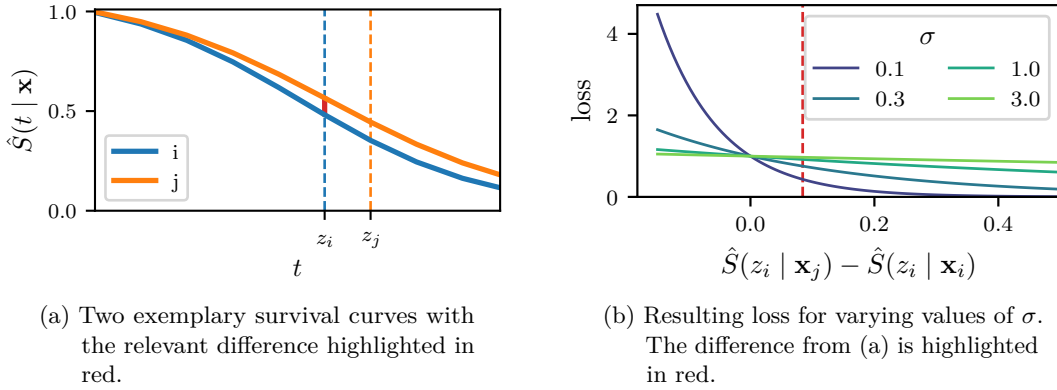 1.0
0.5
0.0
Ŝ(t | x)
i
j
z_i
z_j
t
4
2
0
loss
σ
0.1
1.0
0.3
3.0
0.0
0.2
0.4
Ŝ(z_i | x_j) − Ŝ(z_i | x_i)
(a) Two exemplary survival curves with
the relevant difference highlighted in
red.
(b) Resulting loss for varying values of σ.
The difference from (a) is highlighted
in red.